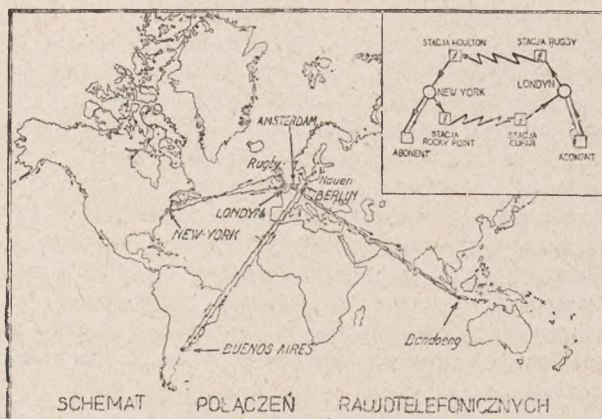 STACJA HOULTON
STACJA RUGBY
NEW YORK
LONDYN
STACJA
ROCKY POINT
STACJA
CUPAR
ABONENT
ABONENT
AMSTERDAM
Rugby
Nauen
BERLIN
LONDYN
NEW-YORK
Bandoeng
BUENOS AIRES
SCHEMAT POŁĄCZEŃ RADJOTELEFONICZNYCH